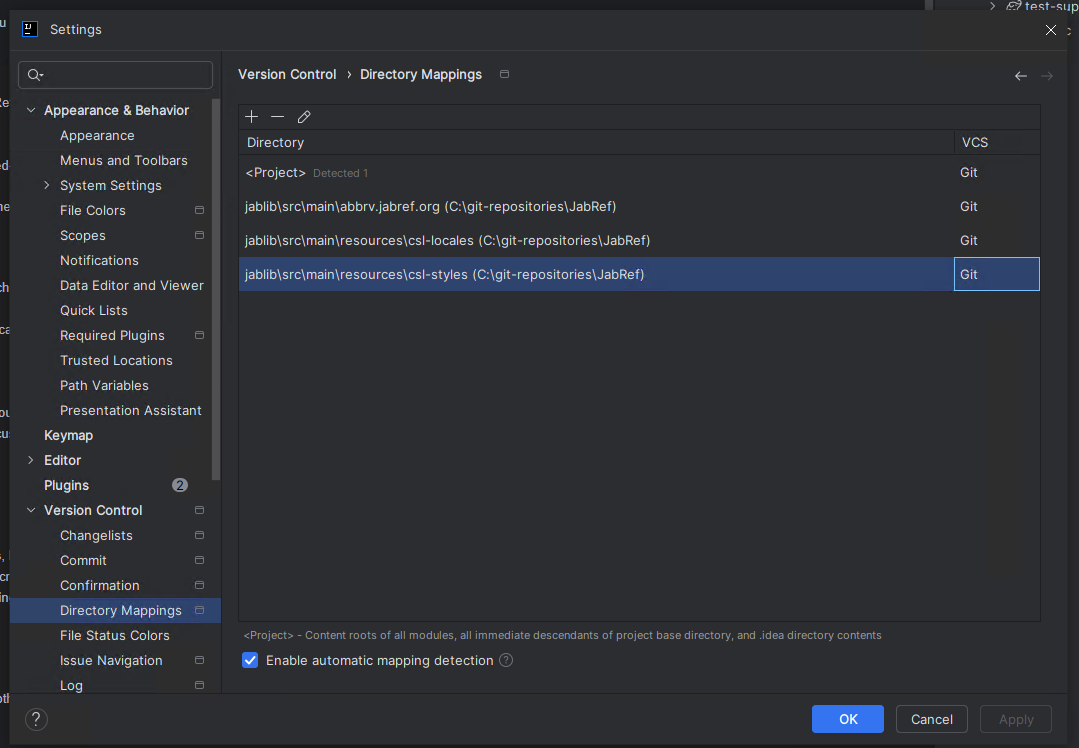 test-sup
Settings
Version Control › Directory Mappings
Appearance & Behavior
Appearance
Menus and Toolbars
System Settings
File Colors
Scopes
Notifications
Data Editor and Viewer
Quick Lists
Required Plugins
Trusted Locations
Path Variables
Presentation Assistant
Keymap
Editor
Plugins 2
Version Control
Changelists
Commit
Confirmation
Directory Mappings
File Status Colors
Issue Navigation
Log
Directory VCS
<Project> Detected 1 Git
jablib\src\main\abbrv.jabref.org (C:\git-repositories\JabRef) Git
jablib\src\main\resources\csl-locales (C:\git-repositories\JabRef) Git
jablib\src\main\resources\csl-styles (C:\git-repositories\JabRef) Git
<Project> - Content roots of all modules, all immediate descendants of project base directory, and .idea directory contents
Enable automatic mapping detection ?
? OK Cancel Apply